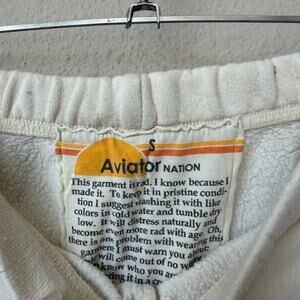 S
Aviator NATION
This garment is rad. I know because I
made it. To keep it in pristine condi-
tion I suggest washing it with like
colors in cold water and tumble dry
low. It will distress naturally and
become even more rad with age. Oh,
there is one problem with wearing this
garment I must warn you about:
will come out of no
know who you are
ering in a